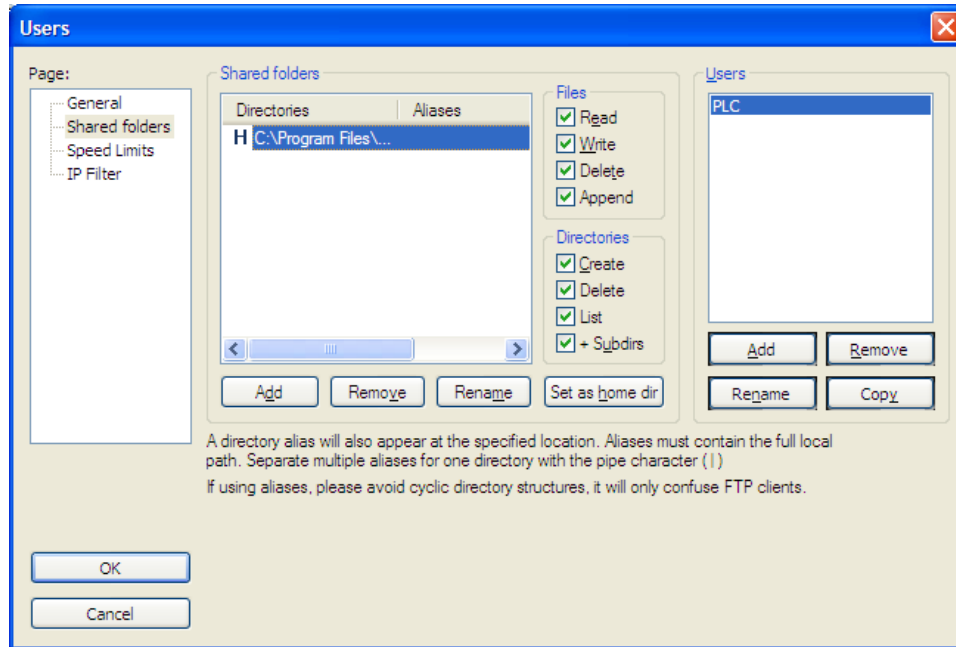 Users
Page:
General
Shared folders
Speed Limits
IP Filter
Shared folders
Directories Aliases
H C:\Program Files\...
Files
Read
Write
Delete
Append
Directories
Create
Delete
List
+ Subdirs
Add Remove Rename Set as home dir
Users
PLC
Add Remove
Rename Copy
A directory alias will also appear at the specified location. Aliases must contain the full local
path. Separate multiple aliases for one directory with the pipe character ( | )
If using aliases, please avoid cyclic directory structures, it will only confuse FTP clients.
OK
Cancel